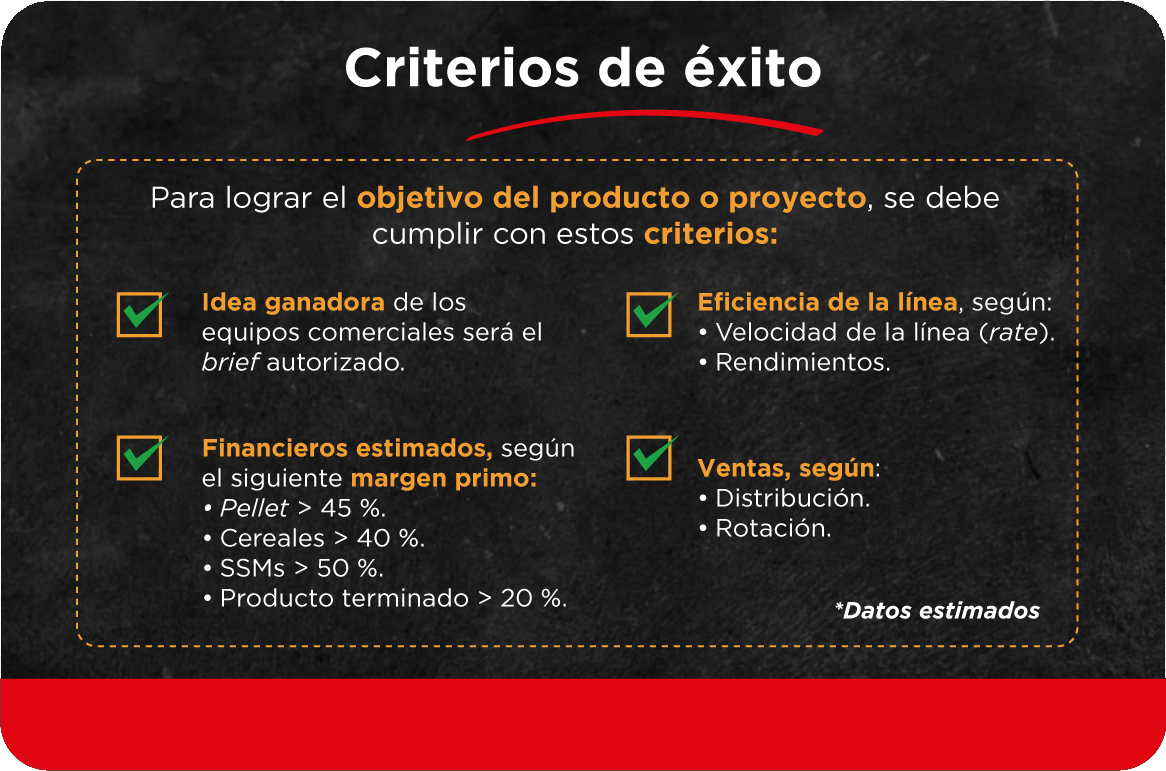 Criterios de éxito
Para lograr el objetivo del producto o proyecto, se debe
cumplir con estos criterios:
Idea ganadora de los
equipos comerciales será el
brief autorizado.
Financieros estimados, según
el siguiente margen primo:
• Pellet > 45 %.
• Cereales > 40 %.
• SSMs > 50 %.
• Producto terminado > 20 %.
Eficiencia de la línea, según:
• Velocidad de la línea (rate).
• Rendimientos.
Ventas, según:
• Distribución.
• Rotación.
*Datos estimados